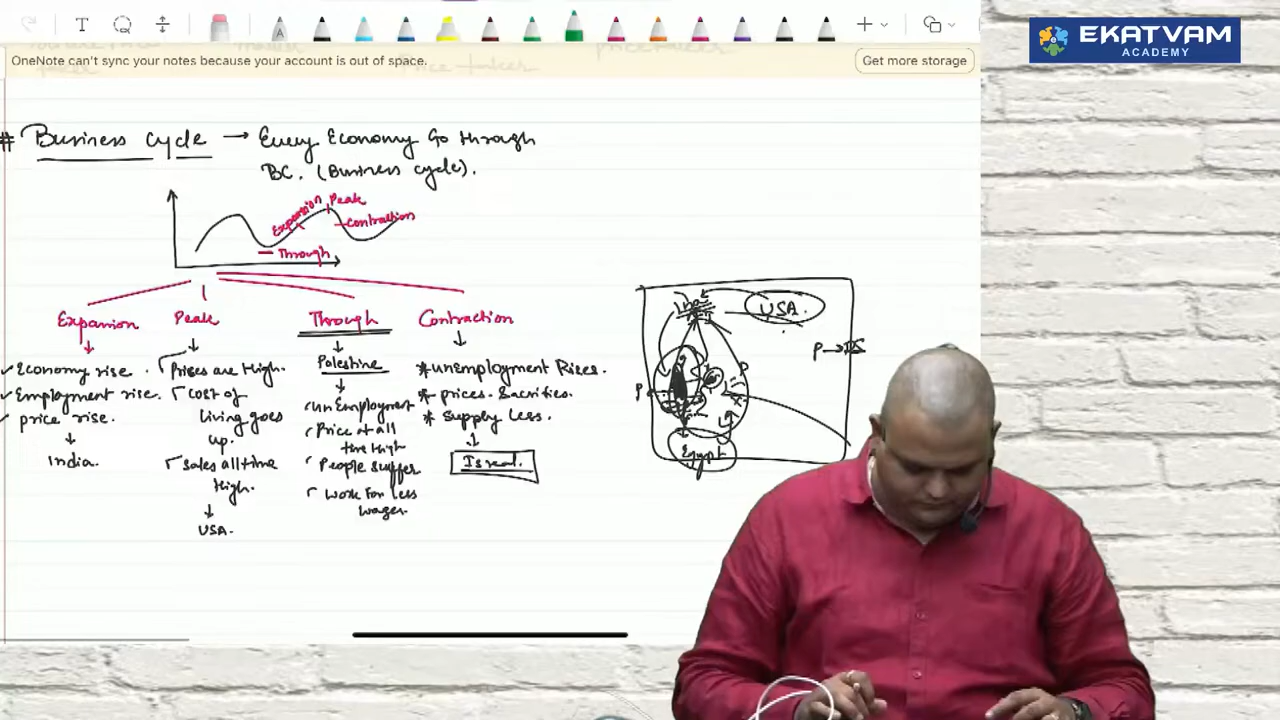 EKATVAM
ACADEMY
T
OneNote can't sync your notes because your account is out of space.
Get more storage
# Business Cycle → Every Economy Go through
BC. (Business cycle).
Expansion
Peak
Contraction
Through
Expansion
Economy rise
Employment rise.
price rise.
India.
Peak
Prises are High.
Cost of
living goes
up.
Sales all time
High.
USA.
Through
Palestine
unEmployment
Price at all
time High
People suffer
Work For less
wages.
Contraction
*unemployment Rises.
* prices. Sacrifies.
* Supply less.
Isreal.
USA.
Egypt
P